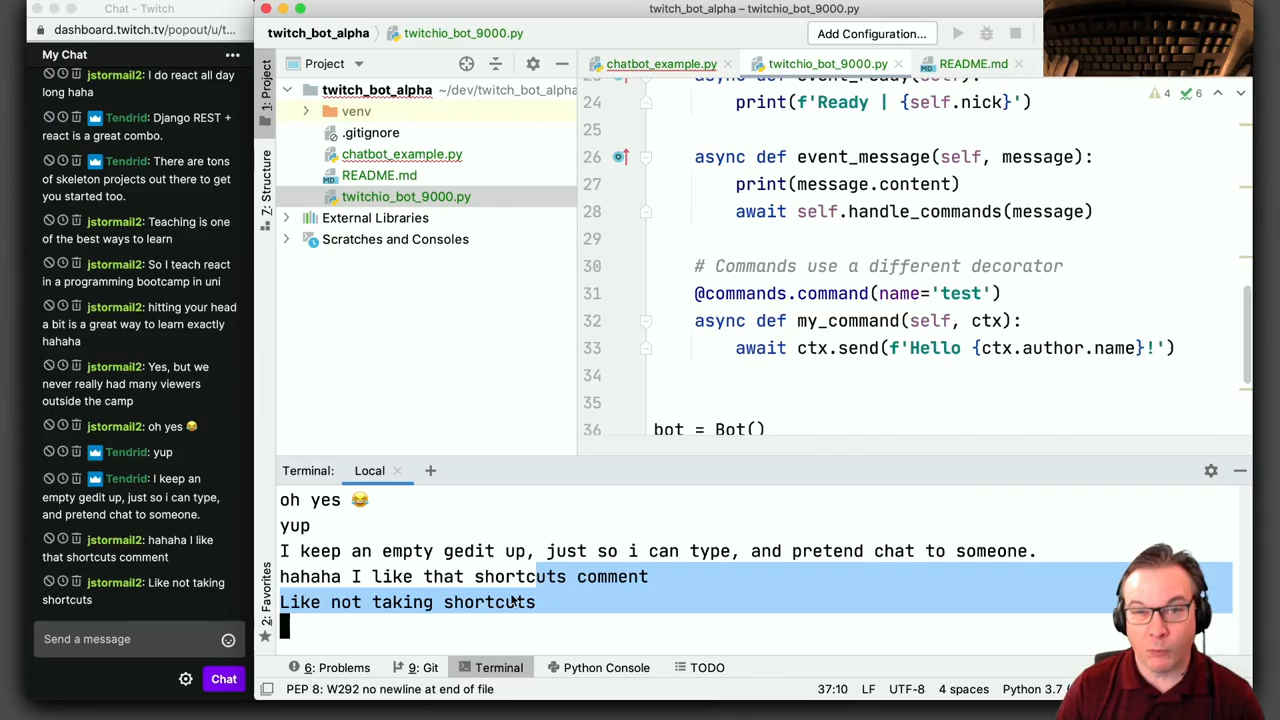 Chat - Twitch
dashboard.twitch.tv/popout/u/t...
My Chat
jstormail2: I do react all day
long haha
Tendrid: Django REST +
react is a great combo.
Tendrid: There are tons
of skeleton projects out there to get
you started too.
jstormail2: Teaching is one
of the best ways to learn
jstormail2: So I teach react
in a programming bootcamp in uni
jstormail2: hitting your head
a bit is a great way to learn exactly
hahaha
jstormail2: Yes, but we
never really had many viewers
outside the camp
jstormail2: oh yes 😂
Tendrid: yup
Tendrid: I keep an
empty gedit up, just so i can type,
and pretend chat to someone.
jstormail2: hahaha I like
that shortcuts comment
jstormail2: Like not taking
shortcuts
Send a message
Chat
twitch_bot_alpha – twitchio_bot_9000.py
twitch_bot_alpha
twitchio_bot_9000.py
Add Configuration...
1: Project
7: Structure
2: Favorites
Project
twitch_bot_alpha ~/dev/twitch_bot_alpha
venv
.gitignore
chatbot_example.py
README.md
twitchio_bot_9000.py
External Libraries
Scratches and Consoles
chatbot_example.py
twitchio_bot_9000.py
README.md
4 6
23 async def event_ready(self):
24 print(f'Ready | {self.nick}')
25
26 async def event_message(self, message):
27 print(message.content)
28 await self.handle_commands(message)
29
30 # Commands use a different decorator
31 @commands.command(name='test')
32 async def my_command(self, ctx):
33 await ctx.send(f'Hello {ctx.author.name}!')
34
35
36 bot = Bot()
Terminal: Local
oh yes 😂
yup
I keep an empty gedit up, just so i can type, and pretend chat to someone.
hahaha I like that shortcuts comment
Like not taking shortcuts
6: Problems
9: Git
Terminal
Python Console
TODO
PEP 8: W292 no newline at end of file
37:10 LF UTF-8 4 spaces Python 3.7